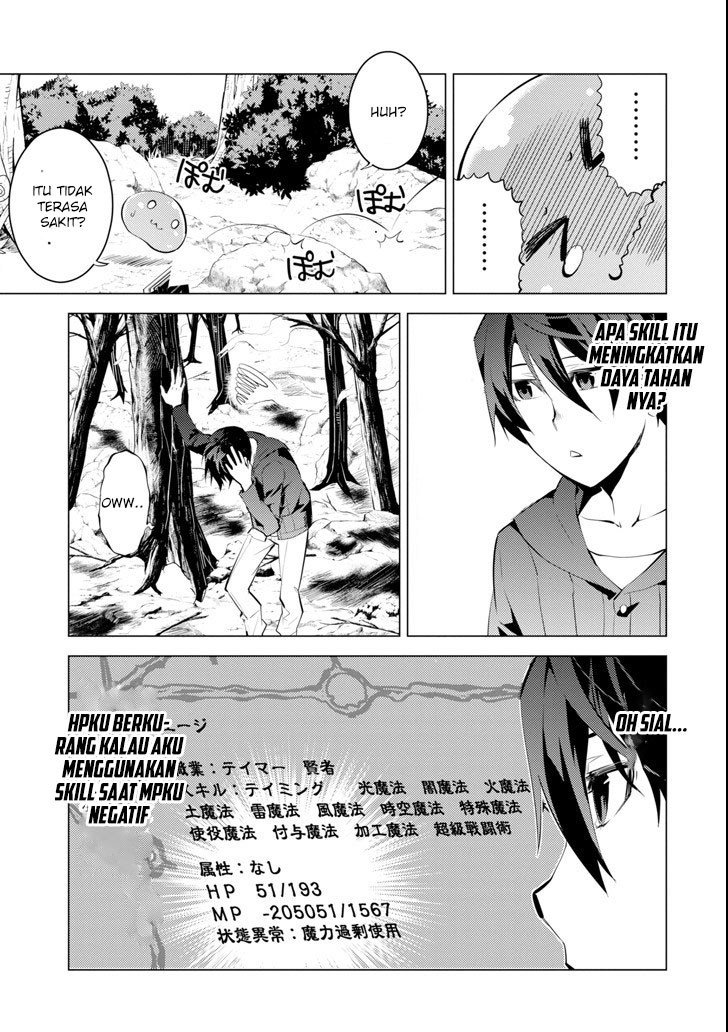 ‥‥‥
‥‥‥
HUH?
ITU TIDAK
TERASA
SAKIT?
ぽむ
ぽむ
ぽむ
APA SKILL ITU
MENINGKATKAN
DAYA TAHAN
NYA?
OWW..
OH SIAL...
HPKU BERKU-
RANG KALAU AKU
MENGGUNAKAN
SKILL SAAT MPKU
NEGATIF
ージ
業：テイマー 賢者
スキル：テイミング 光魔法 闇魔法 火魔法
土魔法 雷魔法 風魔法 時空魔法 特殊魔法
使役魔法 付与魔法 加工魔法 超級戦闘術
属性：なし
HP 51/193
MP -205051/1567
状態異常：魔力過剰使用